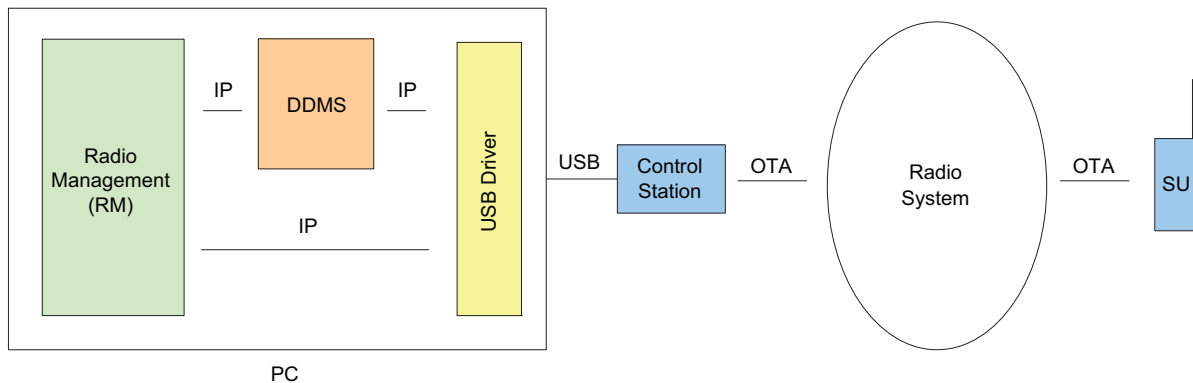 IP
DDMS
IP
Radio
Management
(RM)
USB Driver
IP
USB
Control
Station
OTA
Radio
System
OTA
SU
PC